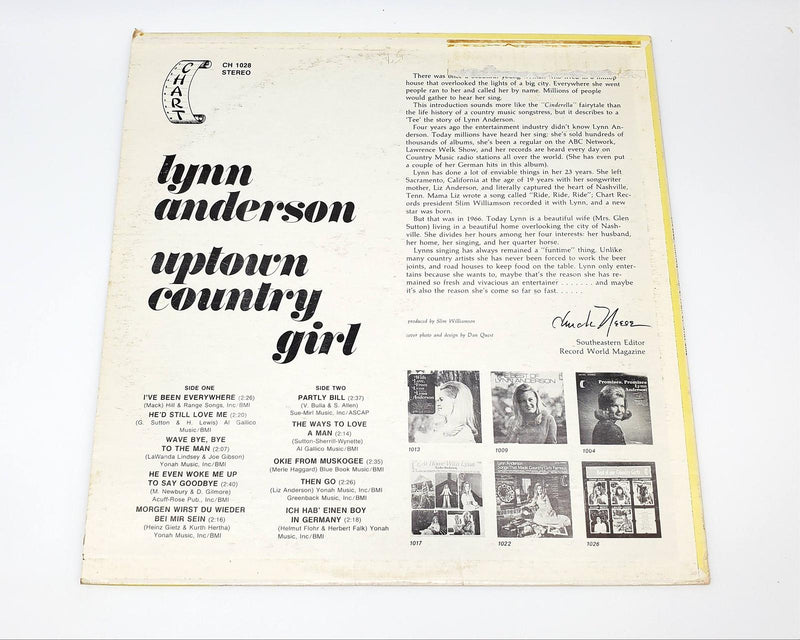 CHART
CH 1028
STEREO
lynn
anderson
uptown
country
girl
SIDE ONE
I'VE BEEN EVERYWHERE (2:26)
(Mack) Hill & Range Songs, Inc/BMI
HE'D STILL LOVE ME (2:20)
(G. Sutton & H. Lewis) Al Gallico
Music/BMI
WAVE BYE, BYE
TO THE MAN (2:07)
(LaWanda Lindsey & Joe Gibson)
Yonah Music, Inc/BMI
HE EVEN WOKE ME UP
TO SAY GOODBYE (2:40)
(M. Newbury & D. Gilmore)
Acuff-Rose Pub., Inc/BMI
MORGEN WIRST DU WIEDER
BEI MIR SEIN (2:16)
(Heinz Gietz & Kurth Hertha)
Yonah Music, Inc/BMI
SIDE TWO
PARTLY BILL (2:37)
(V. Bulla & S. Allen)
Sue-Mirl Music, Inc/ASCAP
THE WAYS TO LOVE
A MAN (2:14)
(Sutton-Sherrill-Wynette)
Al Gallico Music/BMI
OKIE FROM MUSKOGEE (2:35)
(Merle Haggard) Blue Book Music/BMI
THEN GO (2:26)
(Liz Anderson) Yonah Music, Inc/BMI
Greenback Music, Inc/BMI
ICH HAB' EINEN BOY
IN GERMANY (2:18)
(Helmut Flohr & Herbert Falk) Yonah
Music, Inc/BMI
There was once a beautiful young
house that overlooked the lights of a big city. Everywhere she went
people ran to her and called her by name. Millions of people
would gather to hear her sing.
This introduction sounds more like the "Cinderella" fairytale than
the life history of a country music songstress, but it describes to a
'Tee' the story of Lynn Anderson.
Four years ago the entertainment industry didn't know Lynn An-
derson. Today millions have heard her sing: she's sold hundreds of
thousands of albums, she's been a regular on the ABC Network,
Lawrence Welk Show, and her records are heard every day on
Country Music radio stations all over the world. (She has even put
a couple of her German hits in this album).
Lynn has done a lot of enviable things in her 23 years. She left
Sacramento, California at the age of 19 years with her songwriter
mother, Liz Anderson, and literally captured the heart of Nashville,
Tenn. Mama Liz wrote a song called "Ride, Ride, Ride"; Chart Rec-
ords president Slim Williamson recorded it with Lynn, and a new
star was born.
But that was in 1966. Today Lynn is a beautiful wife (Mrs. Glen
Sutton) living in a beautiful home overlooking the city of Nash-
ville. She divides her hours among her four interests: her husband,
her home, her singing, and her quarter horse.
Lynns singing has always remained a "funtime" thing. Unlike
many country artists she has never been forced to work the beer
joints, and road houses to keep food on the table. Lynn only enter-
tains because she wants to, maybe that's the reason she has re-
mained so fresh and vivacious an entertainer . . . . . . . . and maybe
it's also the reason she's come so far so fast. . . . . .
produced by Slim Williamson
cover photo and design by Dan Quest
Southeastern Editor
Record World Magazine
With
Love,
From
Lynn
1013
THE BEST OF
LYNN ANDERSON
1009
Promises, Promises
Lynn
Anderson
1004
At Home With Lynn
1017
1022
1026